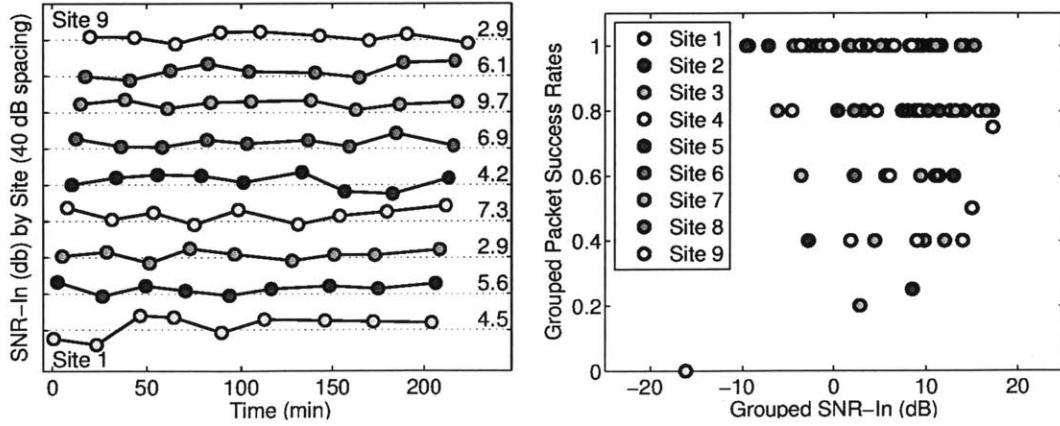 SNR-In (db) by Site (40 dB spacing)
Site 9
2.9
6.1
9.7
6.9
4.2
7.3
2.9
5.6
4.5
Site 1
0
50
100
150
200
Time (min)
Grouped Packet Success Rates
1
0.8
0.6
0.4
0.2
0
Site 1
Site 2
Site 3
Site 4
Site 5
Site 6
Site 7
Site 8
Site 9
-20
-10
0
10
20
Grouped SNR-In (dB)